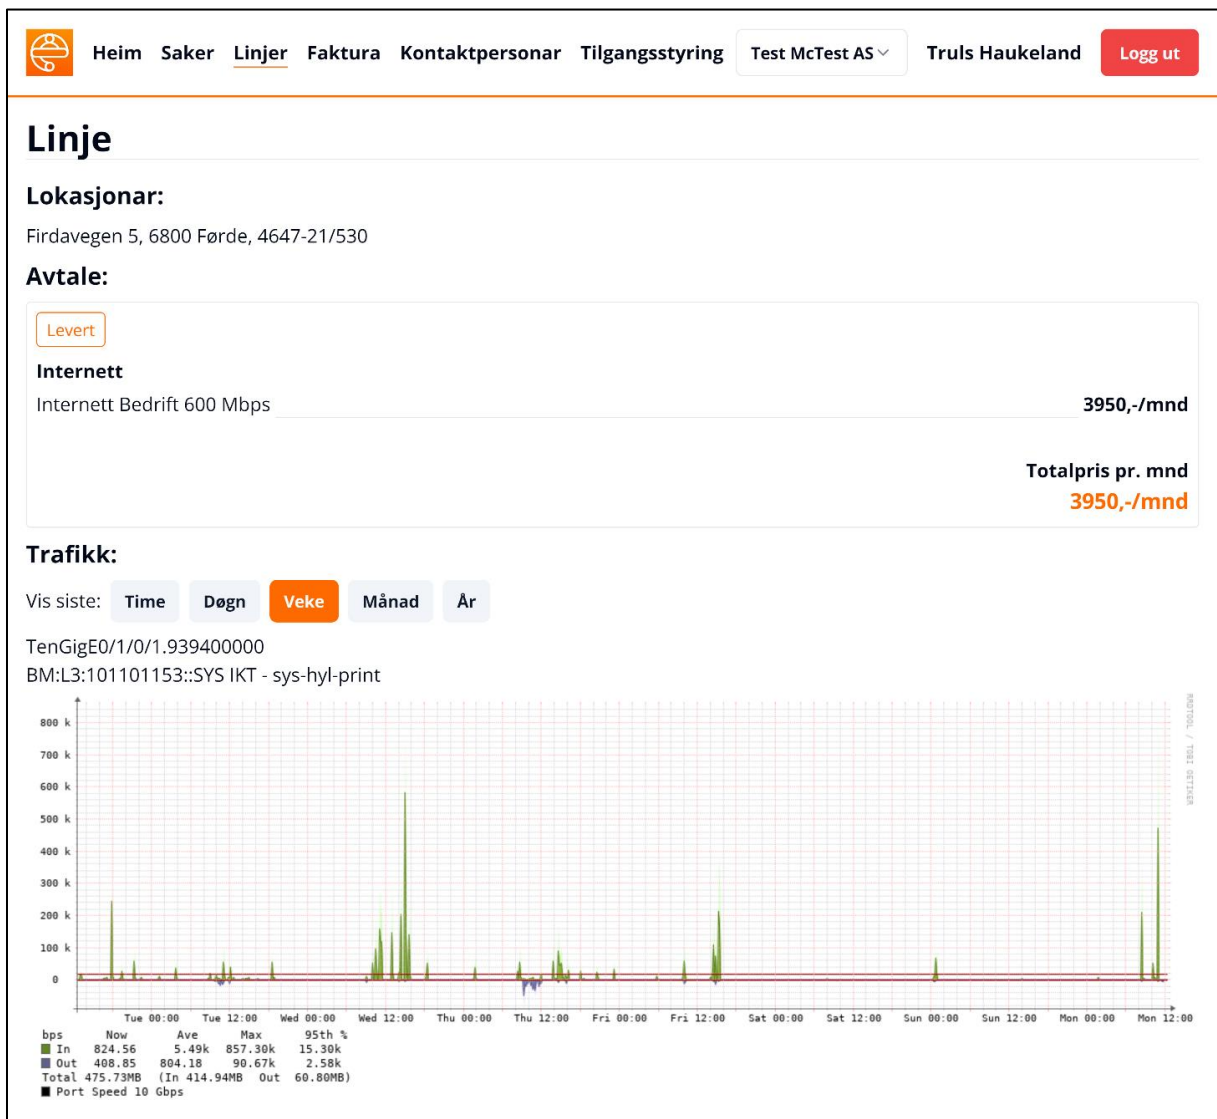 Heim Saker Linjer Faktura Kontaktpersonar Tilgangsstyring Test McTest AS Truls Haukeland Logg ut
Linje
Lokasjonar:
Firdavegen 5, 6800 Førde, 4647-21/530
Avtale:
Levert
Internett
Internett Bedrift 600 Mbps 3950,-/mnd
Totalpris pr. mnd
3950,-/mnd
Trafikk:
Vis siste: Time Døgn Veke Månad År
TenGigE0/1/0/1.939400000
BM:L3:101101153::SYS IKT - sys-hyl-print
RRDTOOL / TOBI OETIKER
800 k
700 k
600 k
500 k
400 k
300 k
200 k
100 k
0
Tue 00:00 Tue 12:00 Wed 00:00 Wed 12:00 Thu 00:00 Thu 12:00 Fri 00:00 Fri 12:00 Sat 00:00 Sat 12:00 Sun 00:00 Sun 12:00 Mon 00:00 Mon 12:00
bps Now Ave Max 95th %
In 824.56 5.49k 857.30k 15.30k
Out 408.85 804.18 90.67k 2.58k
Total 475.73MB (In 414.94MB Out 60.80MB)
Port Speed 10 Gbps